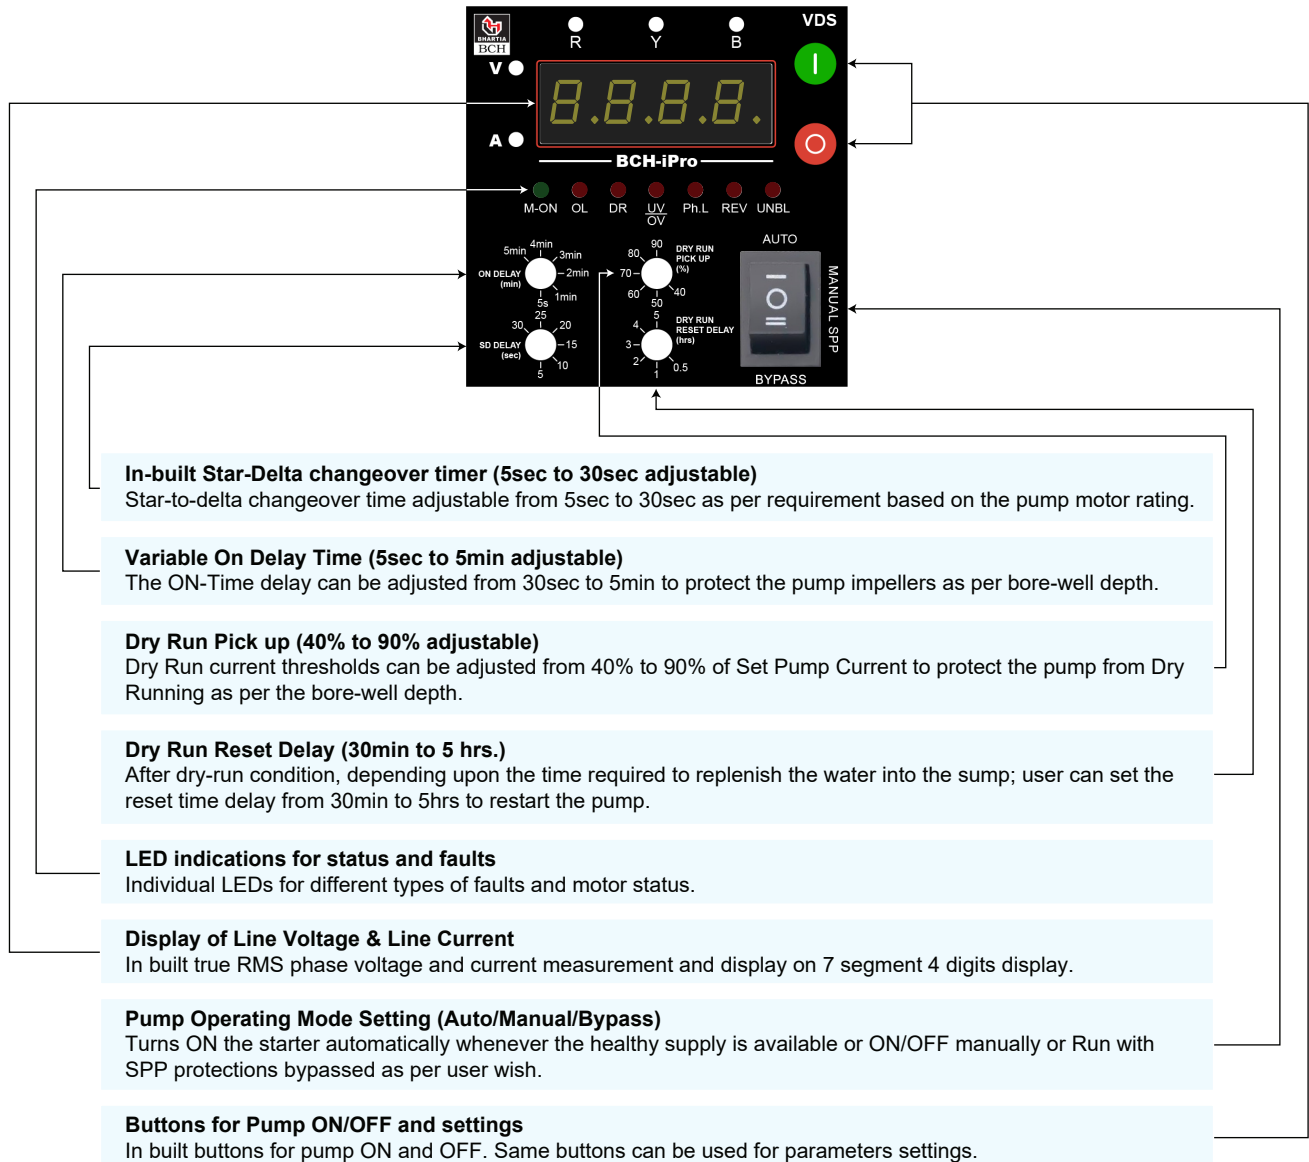 BHARTIA
BCH
R Y B
VDS
V
8.8.8.8.
A
BCH-iPro
M-ON OL DR UV/OV Ph.L REV UNBL
ON DELAY (min)
5s 1min 2min 3min 4min 5min
DRY RUN PICK UP (%)
40 50 60 70 80 90
SD DELAY (sec)
5 10 15 20 25 30
DRY RUN RESET DELAY (hrs)
0.5 1 2 3 4 5
AUTO
MANUAL SPP
BYPASS
In-built Star-Delta changeover timer (5sec to 30sec adjustable)
Star-to-delta changeover time adjustable from 5sec to 30sec as per requirement based on the pump motor rating.
Variable On Delay Time (5sec to 5min adjustable)
The ON-Time delay can be adjusted from 30sec to 5min to protect the pump impellers as per bore-well depth.
Dry Run Pick up (40% to 90% adjustable)
Dry Run current thresholds can be adjusted from 40% to 90% of Set Pump Current to protect the pump from Dry
Running as per the bore-well depth.
Dry Run Reset Delay (30min to 5 hrs.)
After dry-run condition, depending upon the time required to replenish the water into the sump; user can set the
reset time delay from 30min to 5hrs to restart the pump.
LED indications for status and faults
Individual LEDs for different types of faults and motor status.
Display of Line Voltage & Line Current
In built true RMS phase voltage and current measurement and display on 7 segment 4 digits display.
Pump Operating Mode Setting (Auto/Manual/Bypass)
Turns ON the starter automatically whenever the healthy supply is available or ON/OFF manually or Run with
SPP protections bypassed as per user wish.
Buttons for Pump ON/OFF and settings
In built buttons for pump ON and OFF. Same buttons can be used for parameters settings.